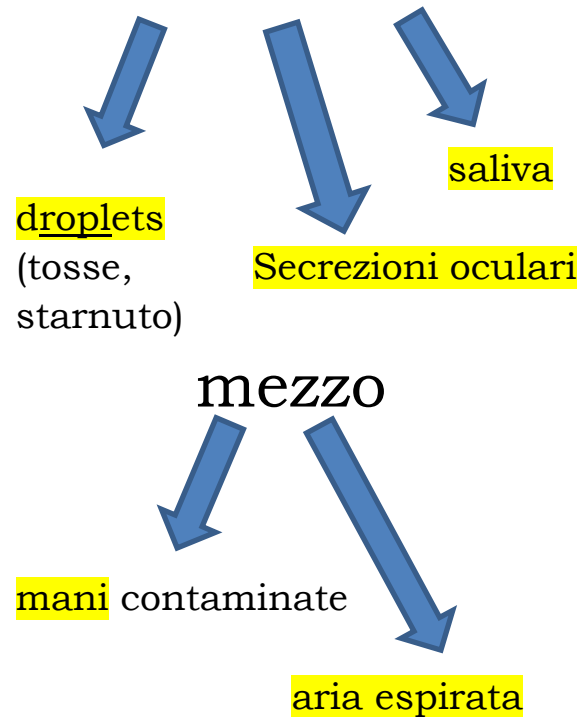 saliva
droplets
(tosse,
starnuto)
Secrezioni oculari
mezzo
mani contaminate
aria espirata